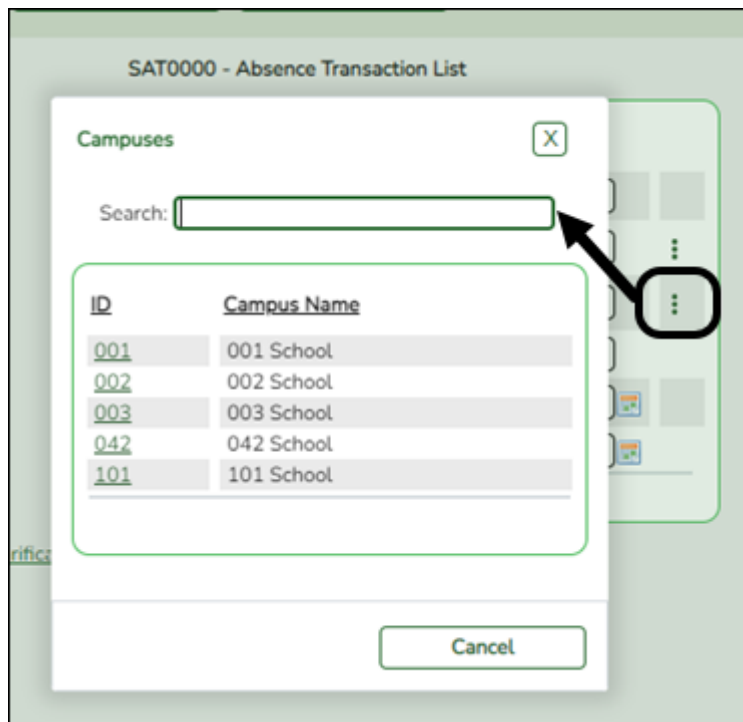 SAT0000 - Absence Transaction List
Campuses
X
Search:
ID Campus Name
001 001 School
002 002 School
003 003 School
042 042 School
101 101 School
Cancel